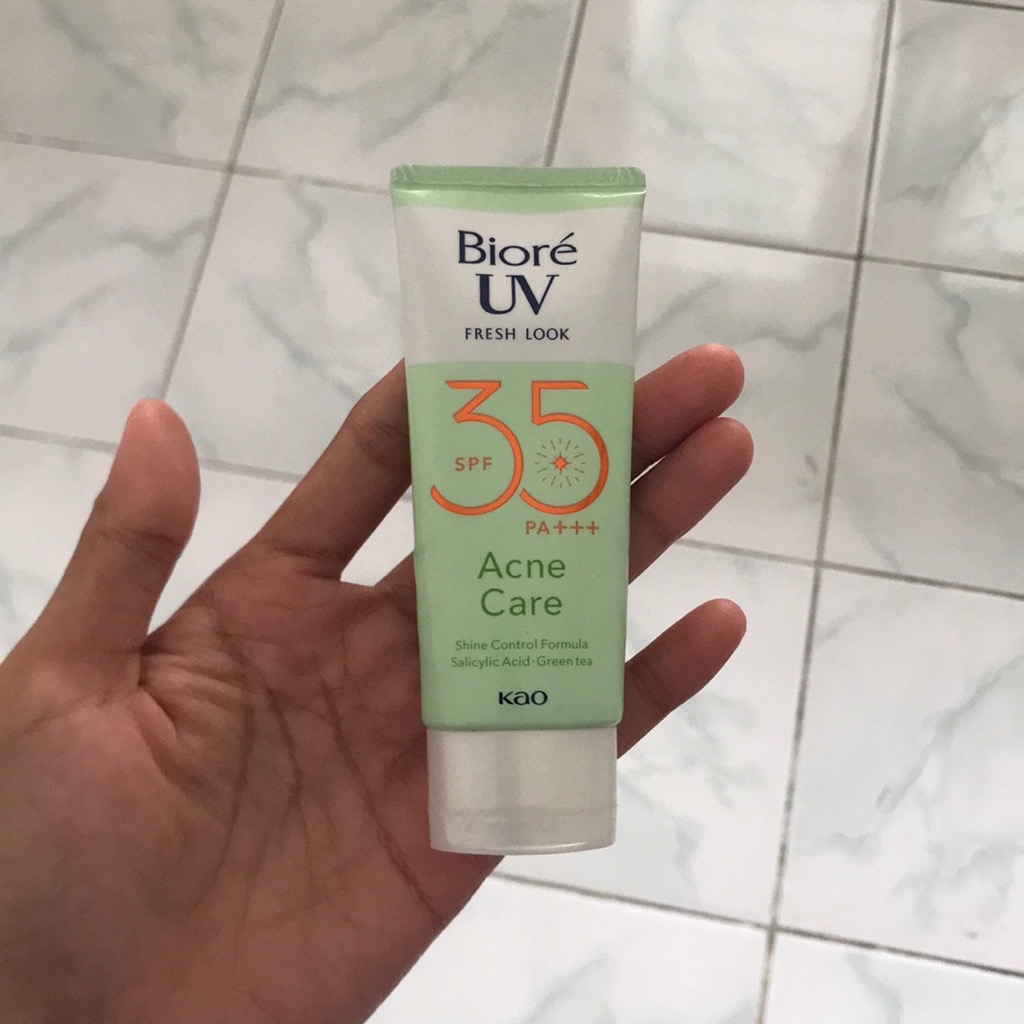 Bioré
UV
FRESH LOOK
SPF 35
PA+++
Acne
Care
Shine Control Formula
Salicylic Acid · Green tea
Kao